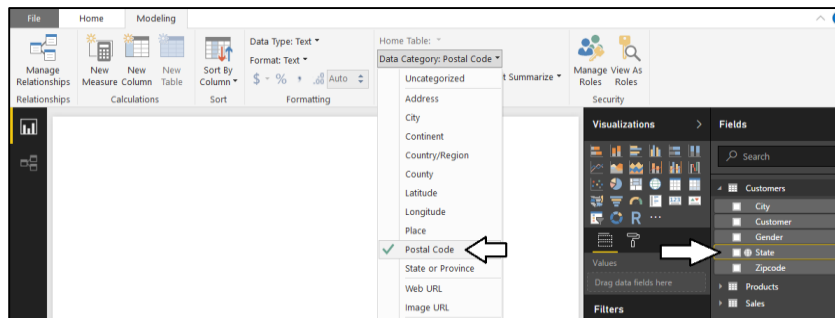 File Home Modeling
Manage Relationships
New Measure
New Column
New Table
Sort By Column
Data Type: Text
Format: Text
$ % , .00 Auto
Home Table:
Data Category: Postal Code
t Summarize
Manage Roles
View As Roles
Relationships Calculations Sort Formatting Security
Uncategorized
Address
City
Continent
Country/Region
County
Latitude
Longitude
Place
Postal Code
State or Province
Web URL
Image URL
Visualizations
R
Values
Drag data fields here
Filters
Fields
Search
Customers
City
Customer
Gender
State
Zipcode
Products
Sales